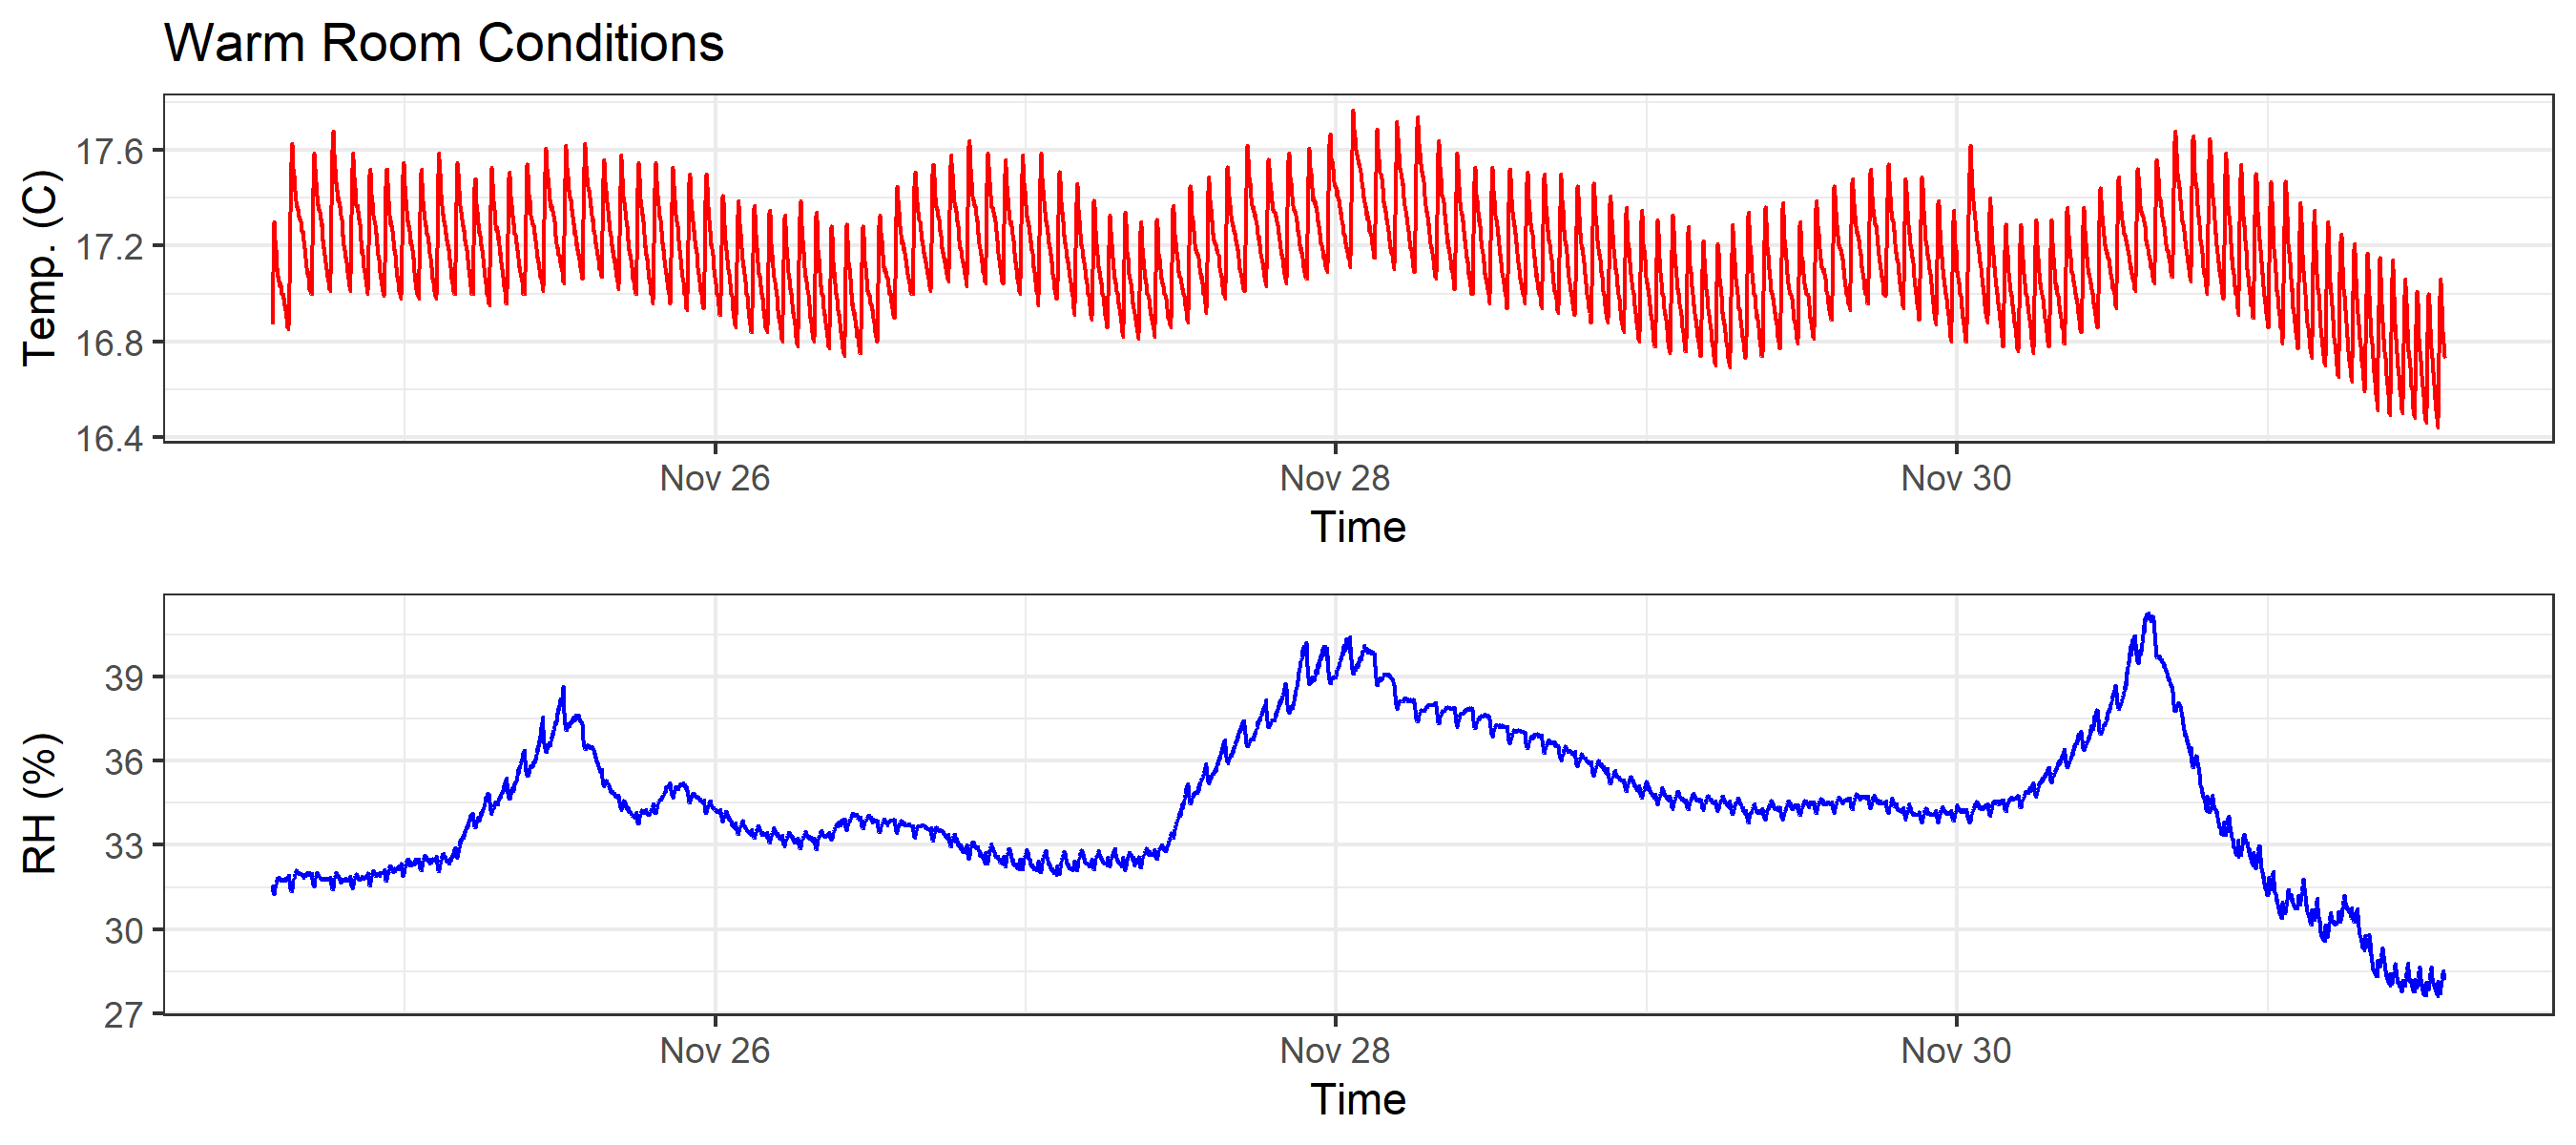 Warm Room Conditions
Temp. (C)
17.6
17.2
16.8
16.4
Nov 26 Nov 28 Nov 30
Time
RH (%)
39
36
33
30
27
Nov 26 Nov 28 Nov 30
Time